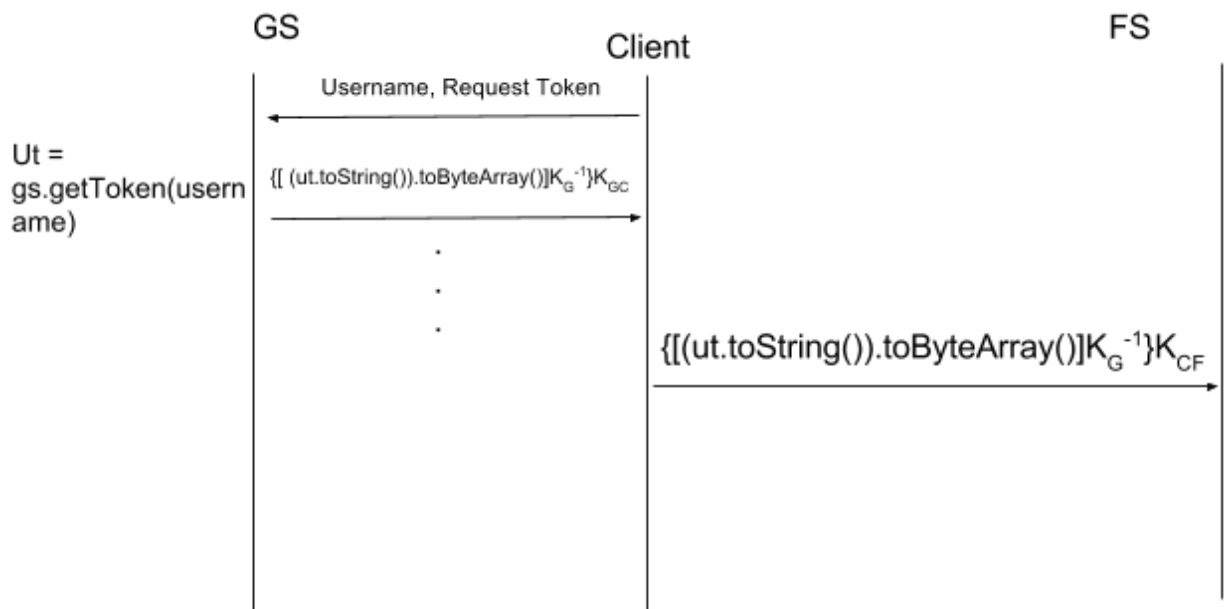 GS
Client
FS
Username, Request Token
Ut =
gs.getToken(usern
ame)
{[ (ut.toString()).toByteArray()]K_G^-1}K_GC
.
.
.
{[(ut.toString()).toByteArray()]K_G^-1}K_CF